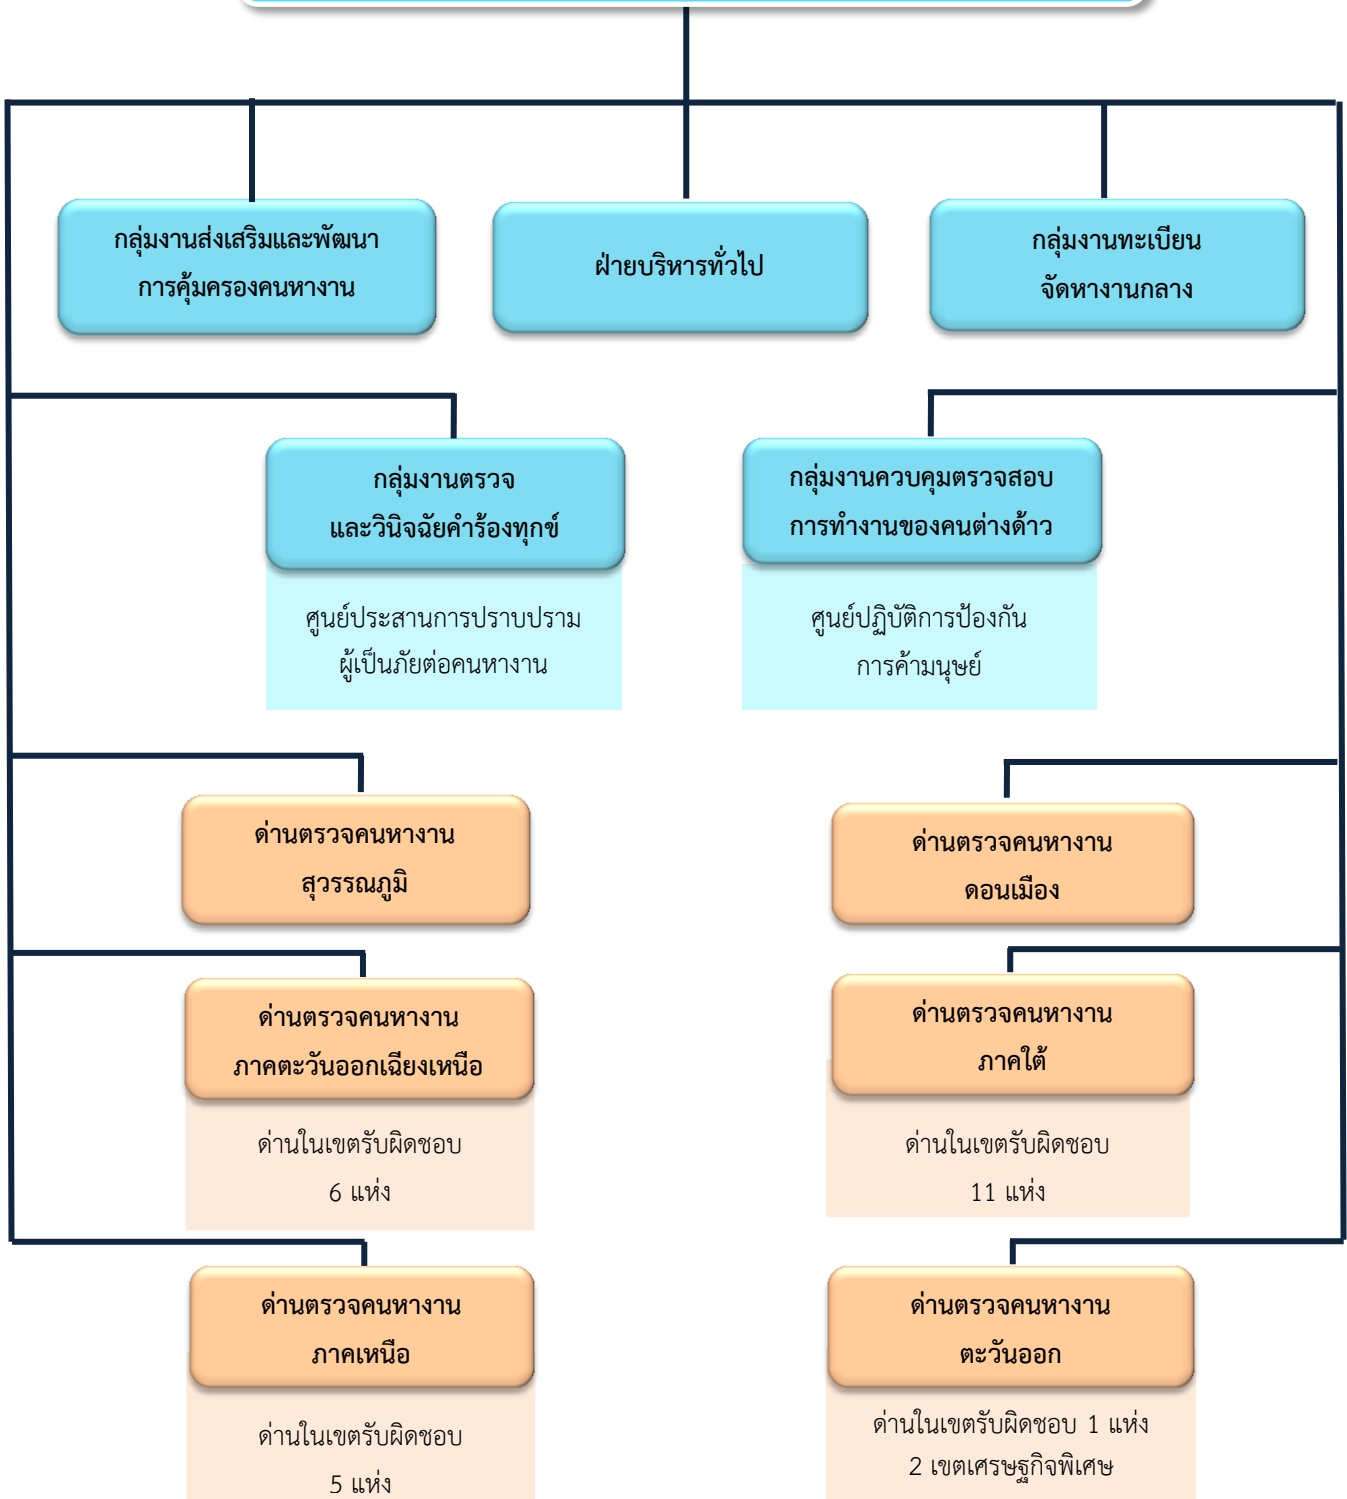 กลุ่มงานส่งเสริมและพัฒนา
การคุ้มครองคนหางาน
ฝ่ายบริหารทั่วไป
กลุ่มงานทะเบียน
จัดหางานกลาง
กลุ่มงานตรวจ
และวินิจฉัยคำร้องทุกข์
ศูนย์ประสานการปราบปราม
ผู้เป็นภัยต่อคนหางาน
กลุ่มงานควบคุมตรวจสอบ
การทำงานของคนต่างด้าว
ศูนย์ปฏิบัติการป้องกัน
การค้ามนุษย์
ด่านตรวจคนหางาน
สุวรรณภูมิ
ด่านตรวจคนหางาน
ดอนเมือง
ด่านตรวจคนหางาน
ภาคตะวันออกเฉียงเหนือ
ด่านในเขตรับผิดชอบ
6 แห่ง
ด่านตรวจคนหางาน
ภาคใต้
ด่านในเขตรับผิดชอบ
11 แห่ง
ด่านตรวจคนหางาน
ภาคเหนือ
ด่านในเขตรับผิดชอบ
5 แห่ง
ด่านตรวจคนหางาน
ตะวันออก
ด่านในเขตรับผิดชอบ 1 แห่ง
2 เขตเศรษฐกิจพิเศษ